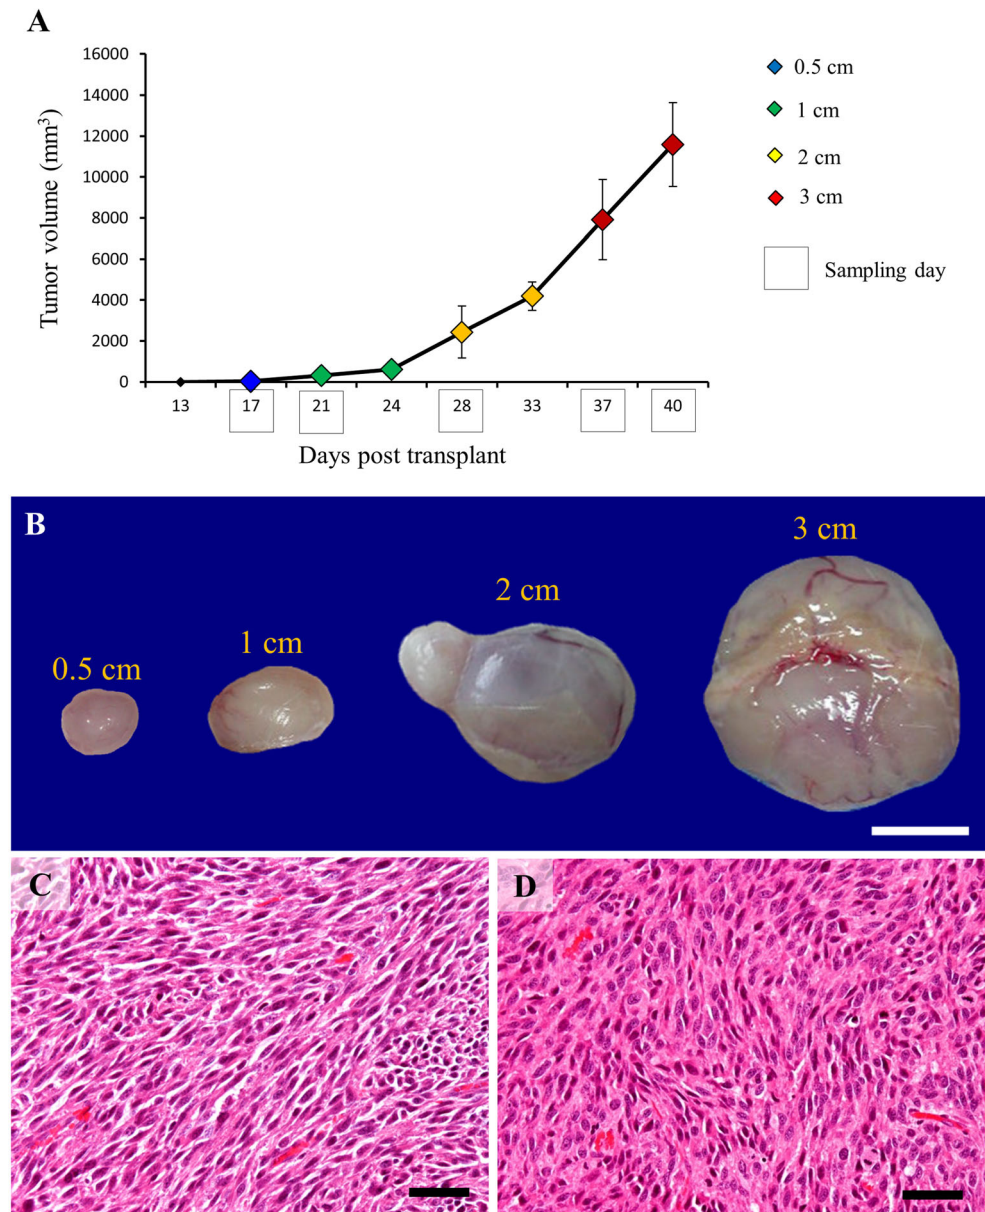 A
16000
14000
12000
10000
8000
6000
4000
2000
0
Tumor volume (mm³)
13 17 21 24 28 33 37 40
Days post transplant
0.5 cm
1 cm
2 cm
3 cm
Sampling day
B
0.5 cm
1 cm
2 cm
3 cm
C
D